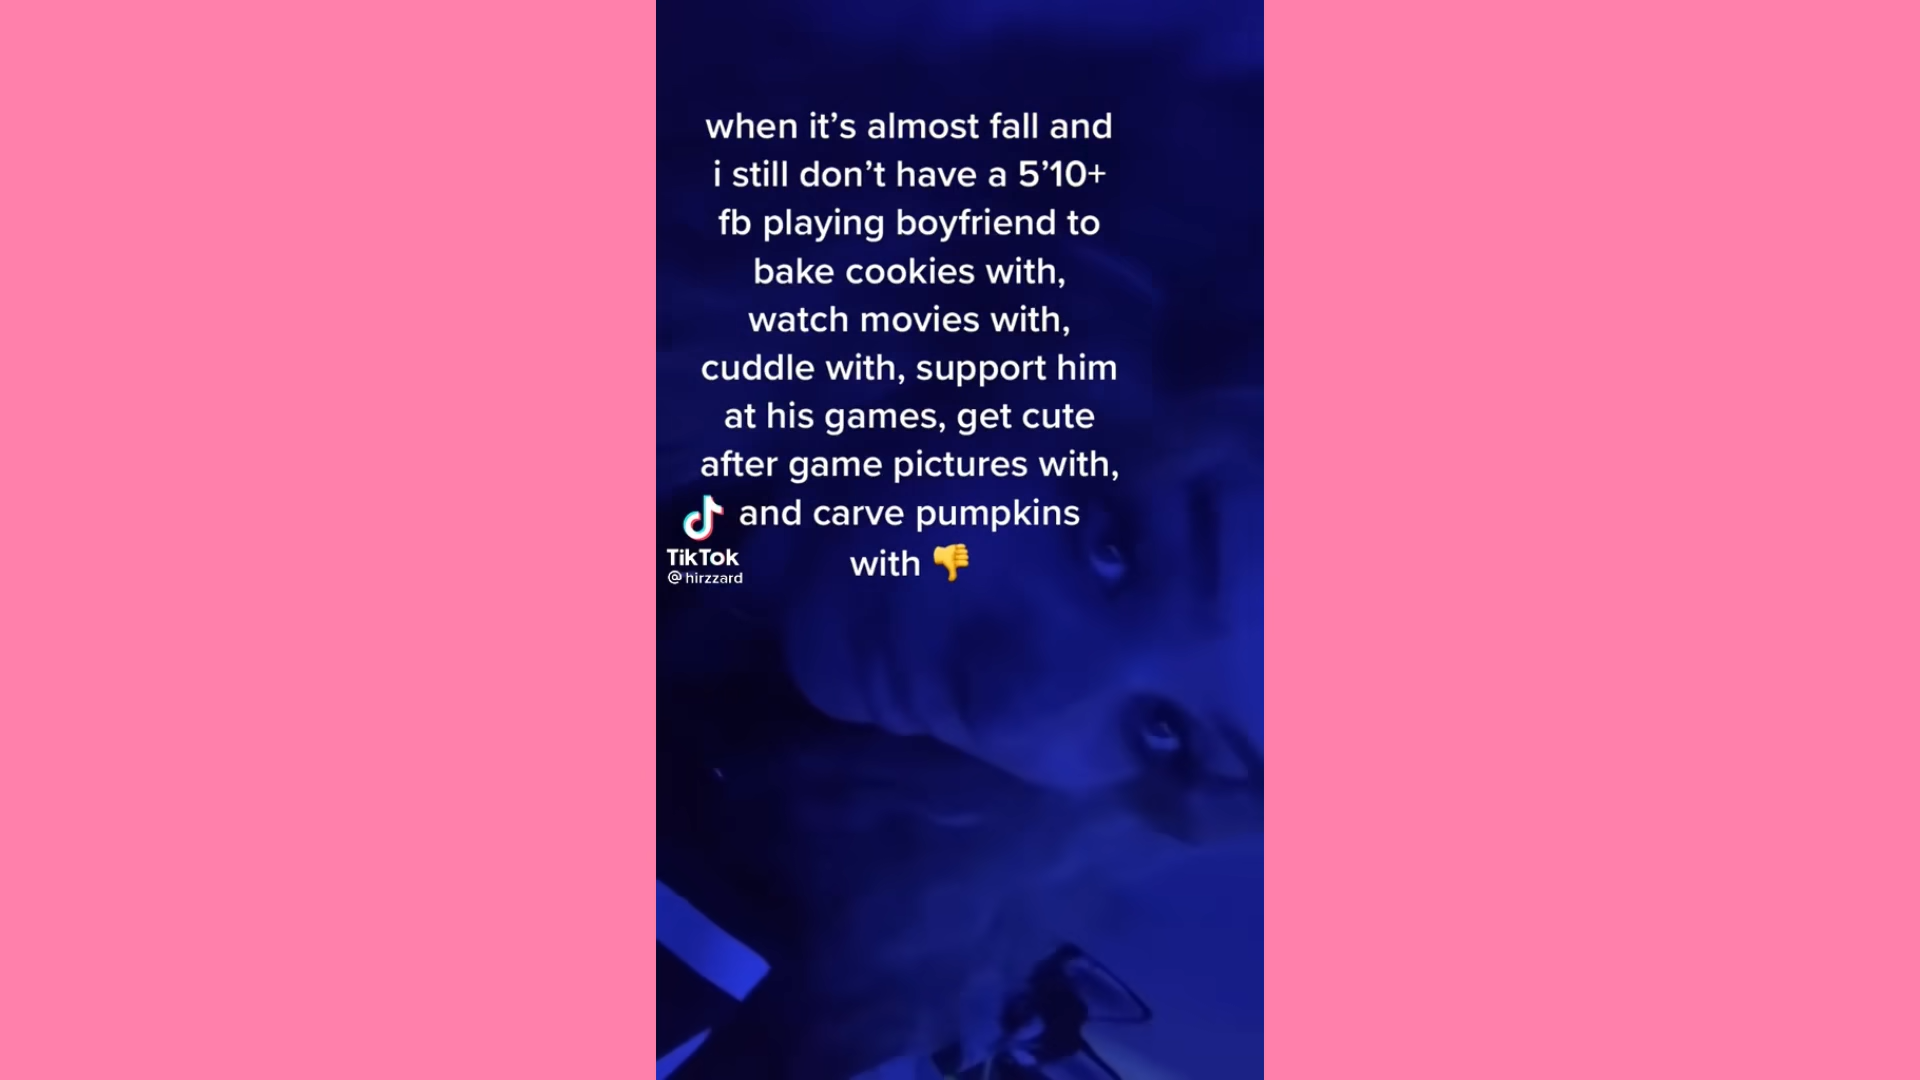 when it’s almost fall and
i still don’t have a 5’10+
fb playing boyfriend to
bake cookies with,
watch movies with,
cuddle with, support him
at his games, get cute
after game pictures with,
and carve pumpkins
with 👎
TikTok
@hirzzard